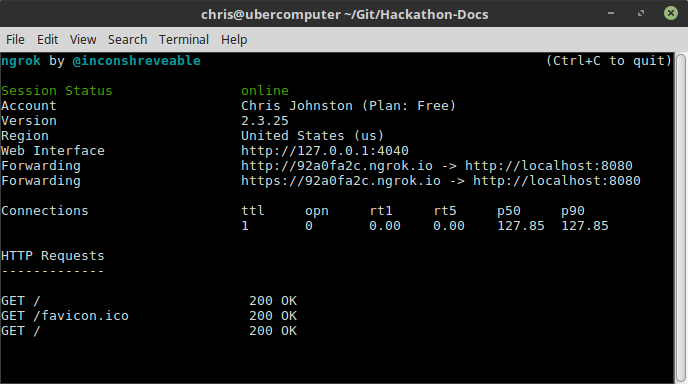 chris@ubercomputer ~/Git/Hackathon-Docs
File Edit View Search Terminal Help
ngrok by @inconshreveable (Ctrl+C to quit)
Session Status online
Account Chris Johnston (Plan: Free)
Version 2.3.25
Region United States (us)
Web Interface http://127.0.0.1:4040
Forwarding http://92a0fa2c.ngrok.io -> http://localhost:8080
Forwarding https://92a0fa2c.ngrok.io -> http://localhost:8080
Connections ttl opn rt1 rt5 p50 p90
1 0 0.00 0.00 127.85 127.85
HTTP Requests
-------------
GET / 200 OK
GET /favicon.ico 200 OK
GET / 200 OK